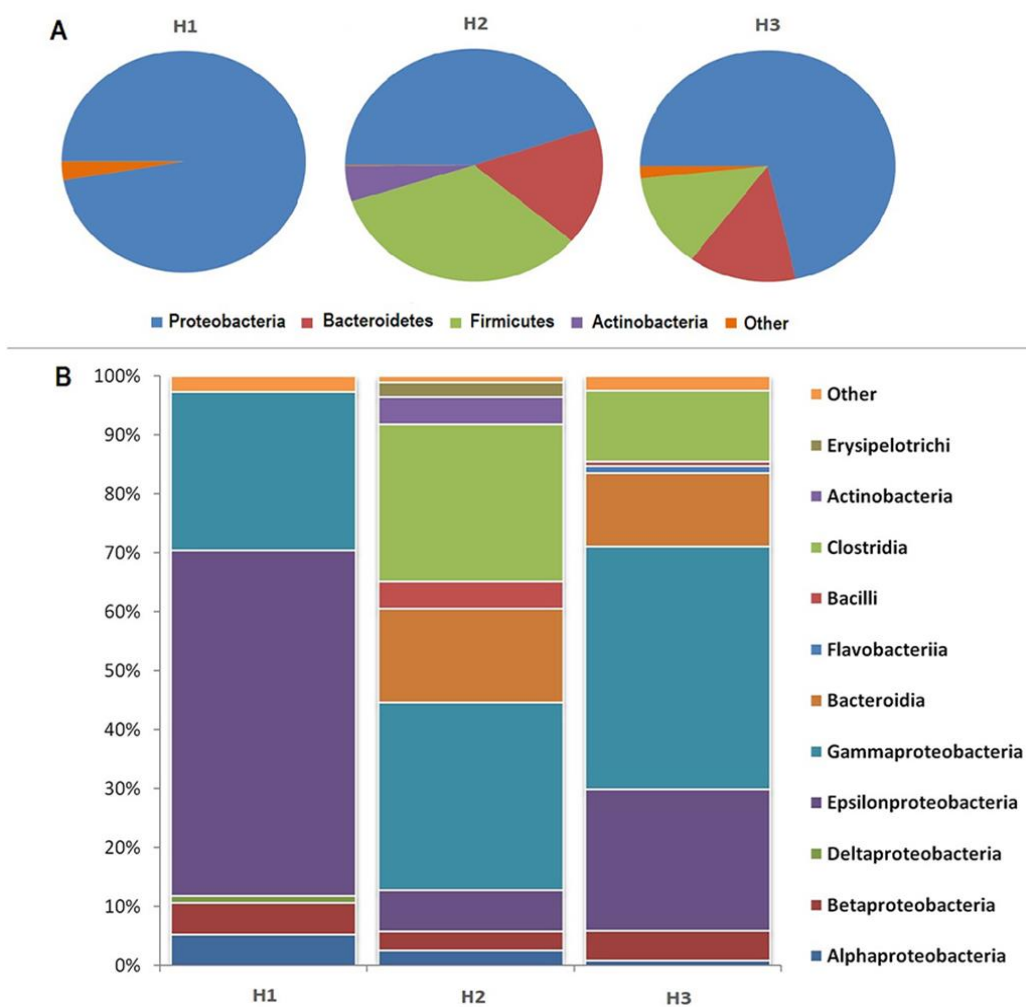 A
H1 H2 H3
Proteobacteria Bacteroidetes Firmicutes Actinobacteria Other
B
100%
90%
80%
70%
60%
50%
40%
30%
20%
10%
0%
H1 H2 H3
Other
Erysipelotrichi
Actinobacteria
Clostridia
Bacilli
Flavobacteriia
Bacteroidia
Gammaproteobacteria
Epsilonproteobacteria
Deltaproteobacteria
Betaproteobacteria
Alphaproteobacteria